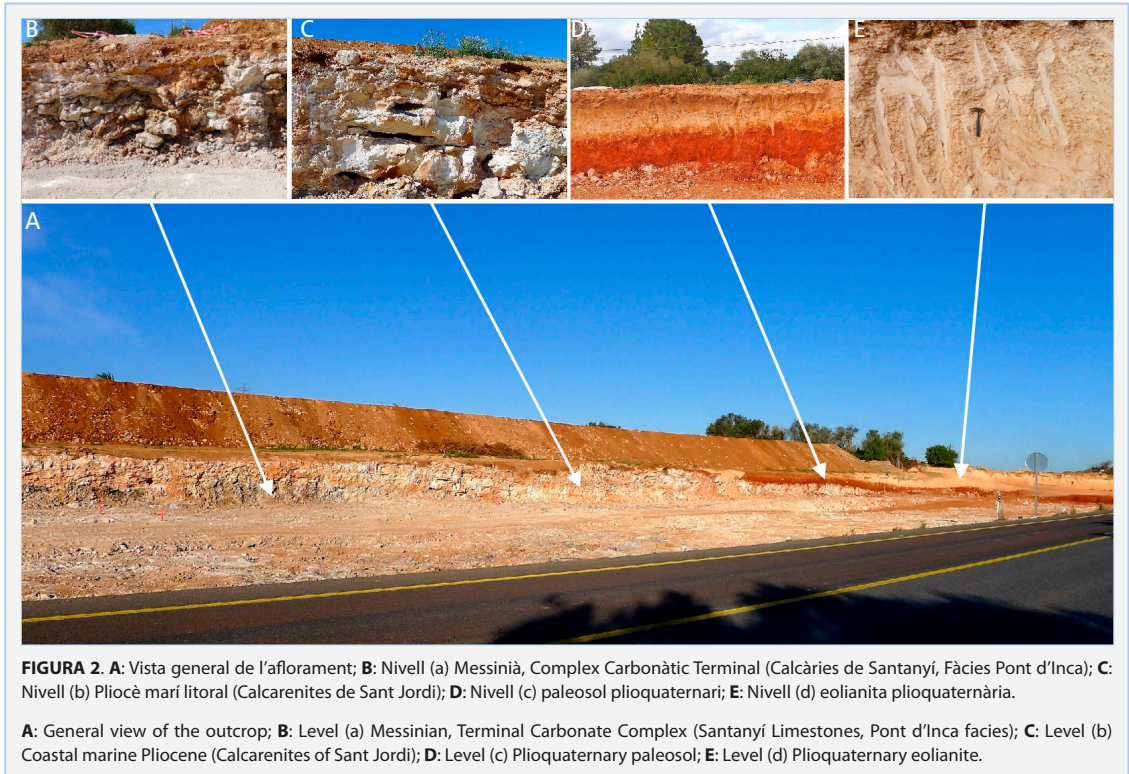 B
C
D
E
A
FIGURA 2. A: Vista general de l'aflorament; B: Nivell (a) Messinià, Complex Carbonàtic Terminal (Calcàries de Santanyí, Fàcies Pont d'Inca); C:
Nivell (b) Pliocè marí litoral (Calcarenites de Sant Jordi); D: Nivell (c) paleosol plioquaternari; E: Nivell (d) eolianita plioquaternària.
A: General view of the outcrop; B: Level (a) Messinian, Terminal Carbonate Complex (Santanyí Limestones, Pont d'Inca facies); C: Level (b)
Coastal marine Pliocene (Calcarenites of Sant Jordi); D: Level (c) Plioquaternary paleosol; E: Level (d) Plioquaternary eolianite.